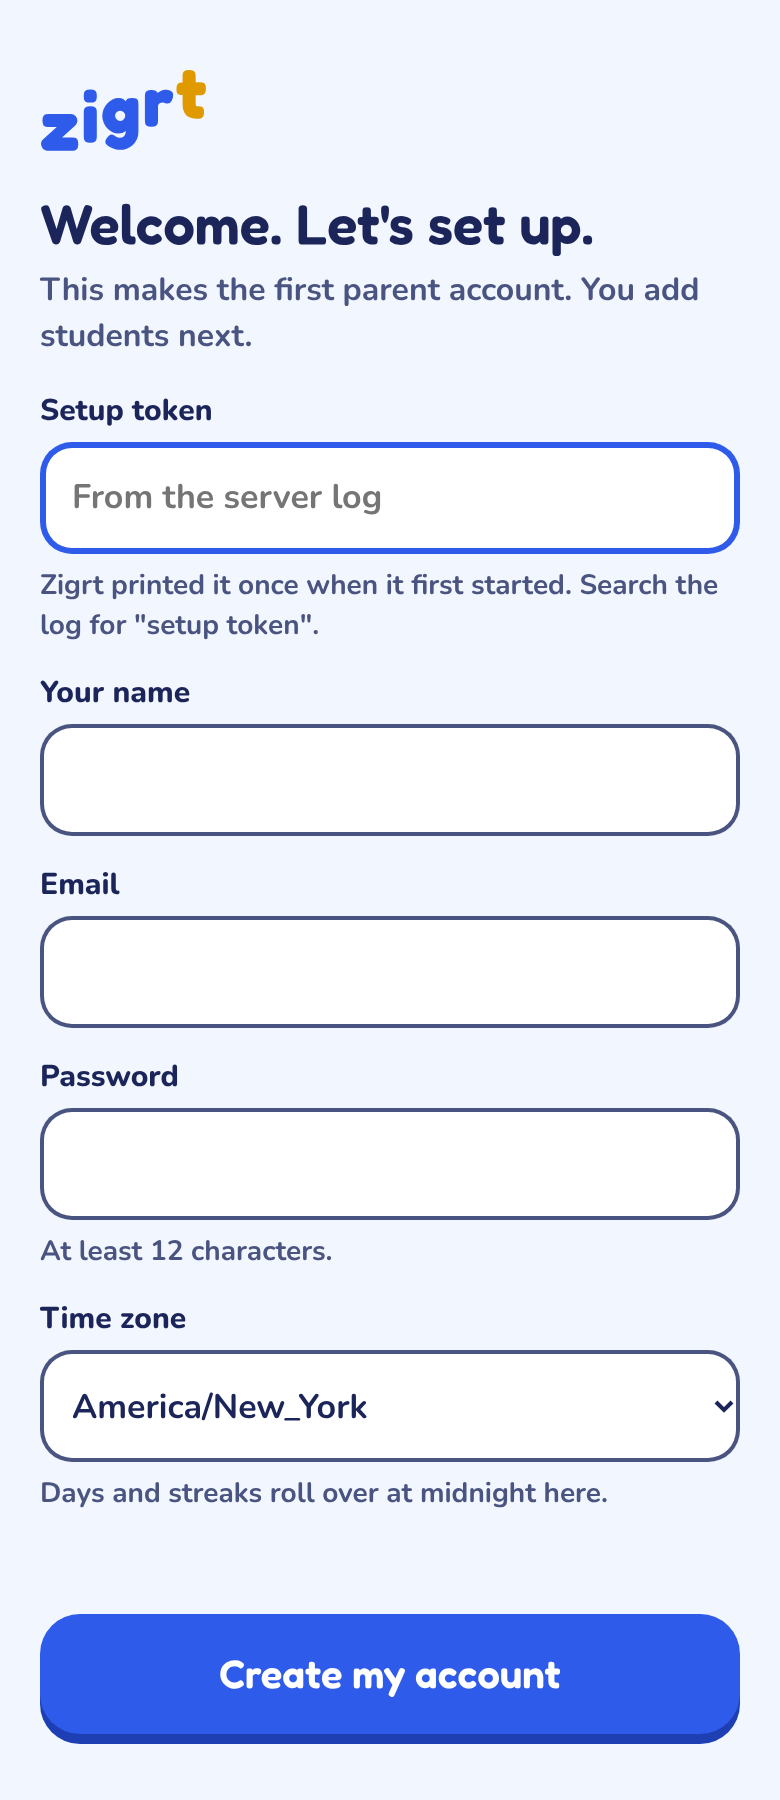 zigrt
Welcome. Let's set up.
This makes the first parent account. You add
students next.
Setup token
From the server log
Zigrt printed it once when it first started. Search the
log for "setup token".
Your name
Email
Password
At least 12 characters.
Time zone
America/New_York
Days and streaks roll over at midnight here.
Create my account